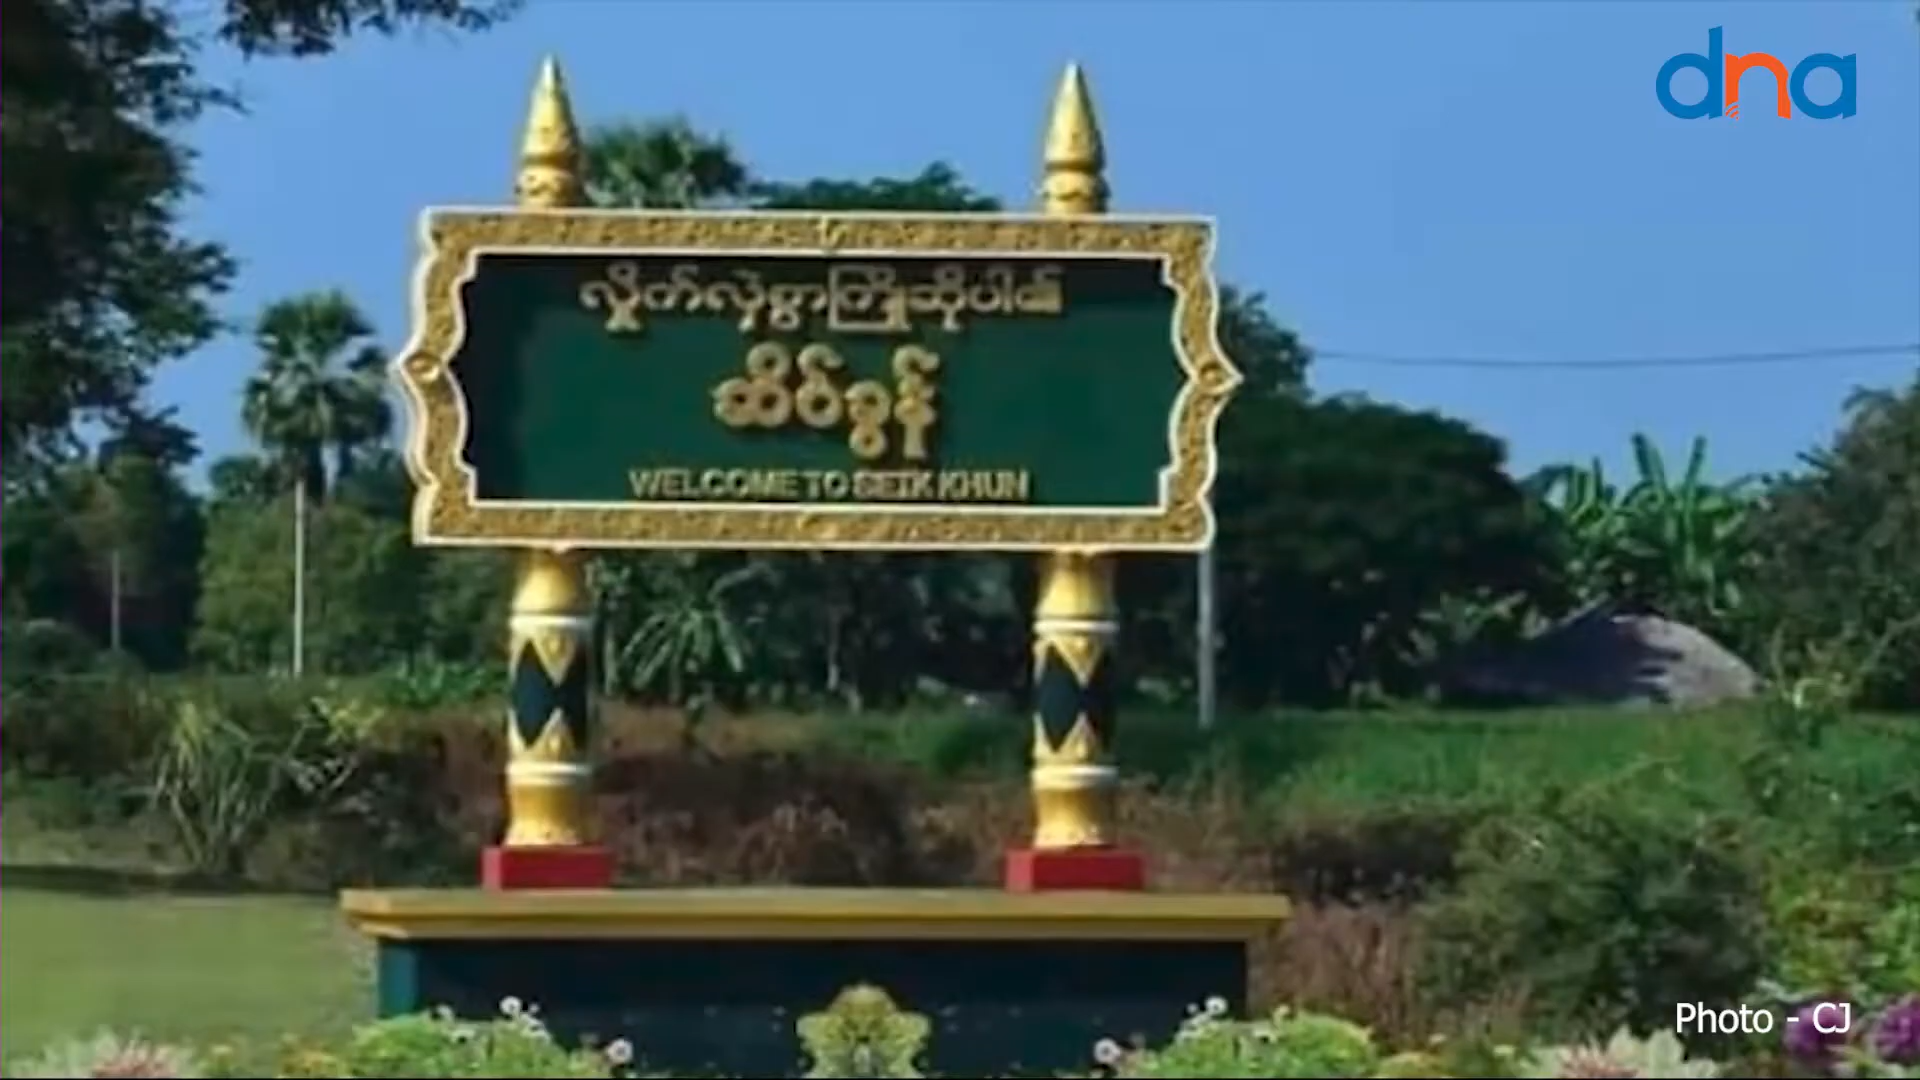 dna
လှိုက်လှဲစွာကြိုဆိုပါ၏
ဆိပ်ခွန်
WELCOME TO SEIK KHUN
Photo - CJ